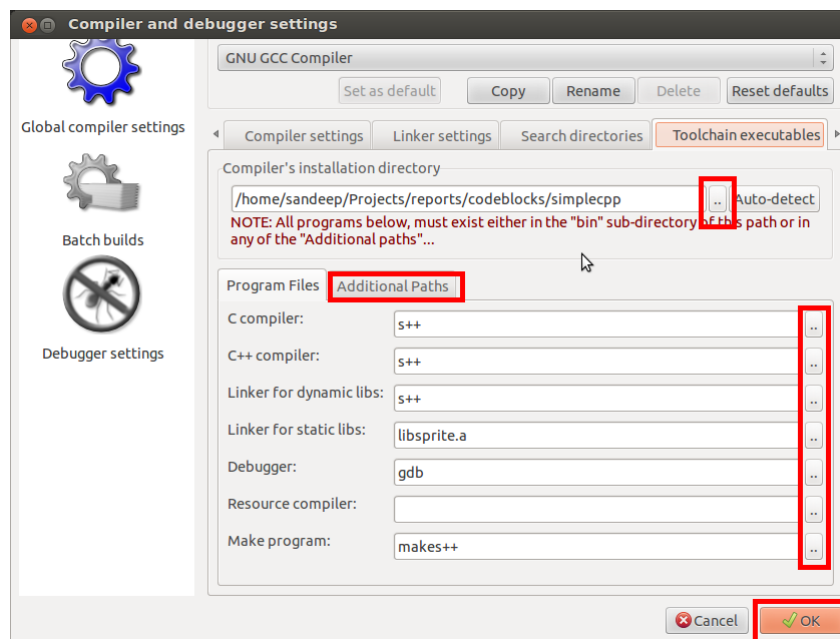 Compiler and debugger settings
Global compiler settings
Batch builds
Debugger settings
GNU GCC Compiler
Set as default Copy Rename Delete Reset defaults
Compiler settings Linker settings Search directories Toolchain executables
Compiler's installation directory
/home/sandeep/Projects/reports/codeblocks/simplecpp .. Auto-detect
NOTE: All programs below, must exist either in the "bin" sub-directory of this path or in
any of the "Additional paths"...
Program Files Additional Paths
C compiler: s++ ..
C++ compiler: s++ ..
Linker for dynamic libs: s++ ..
Linker for static libs: libsprite.a ..
Debugger: gdb ..
Resource compiler: ..
Make program: makes++ ..
Cancel OK